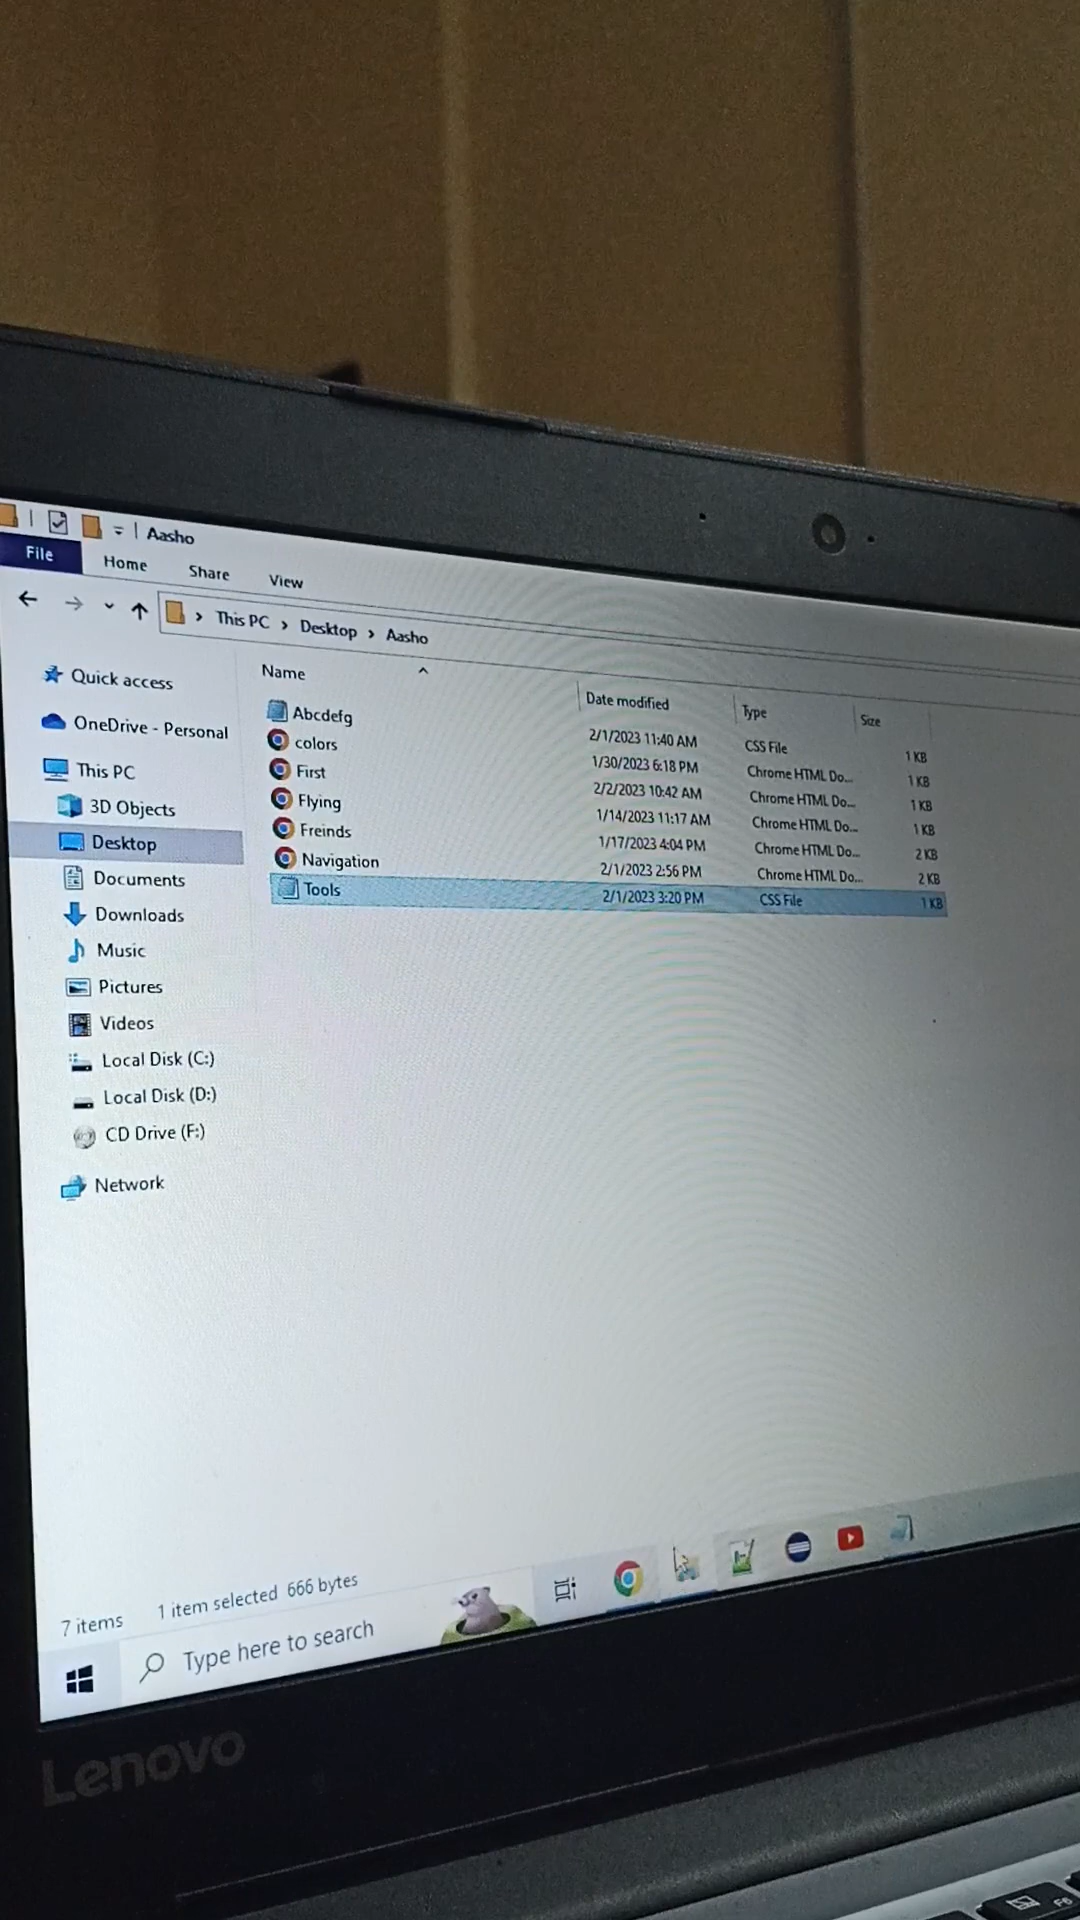 Aasho
File Home Share View
This PC > Desktop > Aasho
Name Date modified Type Size
Abcdefg 2/1/2023 11:40 AM CSS File 1 KB
colors 1/30/2023 6:18 PM Chrome HTML Do... 1 KB
First 2/2/2023 10:42 AM Chrome HTML Do... 1 KB
Flying 1/14/2023 11:17 AM Chrome HTML Do... 1 KB
Freinds 1/17/2023 4:04 PM Chrome HTML Do... 2 KB
Navigation 2/1/2023 2:56 PM Chrome HTML Do... 2 KB
Tools 2/1/2023 3:20 PM CSS File 1 KB
Quick access
OneDrive - Personal
This PC
3D Objects
Desktop
Documents
Downloads
Music
Pictures
Videos
Local Disk (C:)
Local Disk (D:)
CD Drive (F:)
Network
7 items 1 item selected 666 bytes
Type here to search
Lenovo
F6